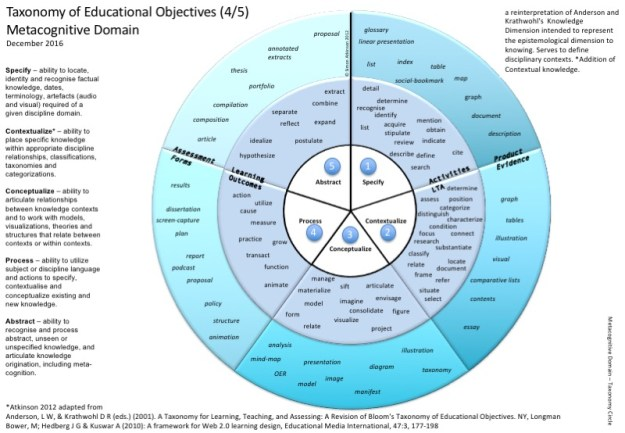 Taxonomy of Educational Objectives (4/5)
Metacognitive Domain
December 2016
Specify – ability to locate,
identify and recognise factual
knowledge, dates,
terminology, artefacts (audio
and visual) required of a
given discipline domain.
Contextualize* – ability to
place specific knowledge
within appropriate discipline
relationships, classifications,
taxonomies and
categorizations.
Conceptualize – ability to
articulate relationships
between knowledge contexts
and to work with models,
visualizations, theories and
structures that relate between
contexts or within contexts.
Process – ability to utilize
subject or discipline language
and actions to specify,
contextualise and
conceptualize existing and
new knowledge.
Abstract – ability to
recognise and process
abstract, unseen or
unspecified knowledge, and
articulate knowledge
origination, including meta-
cognition.
a reinterpretation of Anderson and
Krathwohl's Knowledge
Dimension intended to represent
the epistemological dimension to
knowing. Serves to define
disciplinary contexts. *Addition of
Contextual knowledge.
© Simon Atkinson 2012
proposal
annotated
extracts
thesis
portfolio
compilation
composition
article
glossary
linear presentation
list
index
table
social-bookmark
map
graph
document
description
Assessment
Forms
Learning
Outcomes
Activities
LTA
Product
Evidence
extract
combine
separate
reflect
expand
idealize
postulate
hypothesize
detail
determine
recognise
identify
list
acquire
mention
stipulate
obtain
review
indicate
describe
define
cite
search
5
Abstract
1
Specify
Process
4
3
Conceptualize
Contextualize
2
determine
assess
position
categorize
distinguish
characterize
condition
focus
connect
research
substantiate
classify
locate
relate
document
frame
refer
situate
select
action
utilize
cause
measure
practice
grow
transact
function
animate
manage
materialize
sift
articulate
model
imagine
envisage
form
consolidate
figure
visualize
relate
project
results
dissertation
screen-capture
plan
report
podcast
proposal
policy
structure
animation
graph
tables
illustration
visual
comparative lists
contents
essay
analysis
mind-map
OER
presentation
model
image
diagram
manifest
illustration
taxonomy
Metacognitive Domain – Taxonomy Circle
*Atkinson 2012 adapted from
Anderson, L W, & Krathwohl D R (eds.) (2001). A Taxonomy for Learning, Teaching, and Assessing: A Revision of Bloom's Taxonomy of Educational Objectives. NY, Longman
Bower, M; Hedberg J G & Kuswar A (2010): A framework for Web 2.0 learning design, Educational Media International, 47:3, 177-198